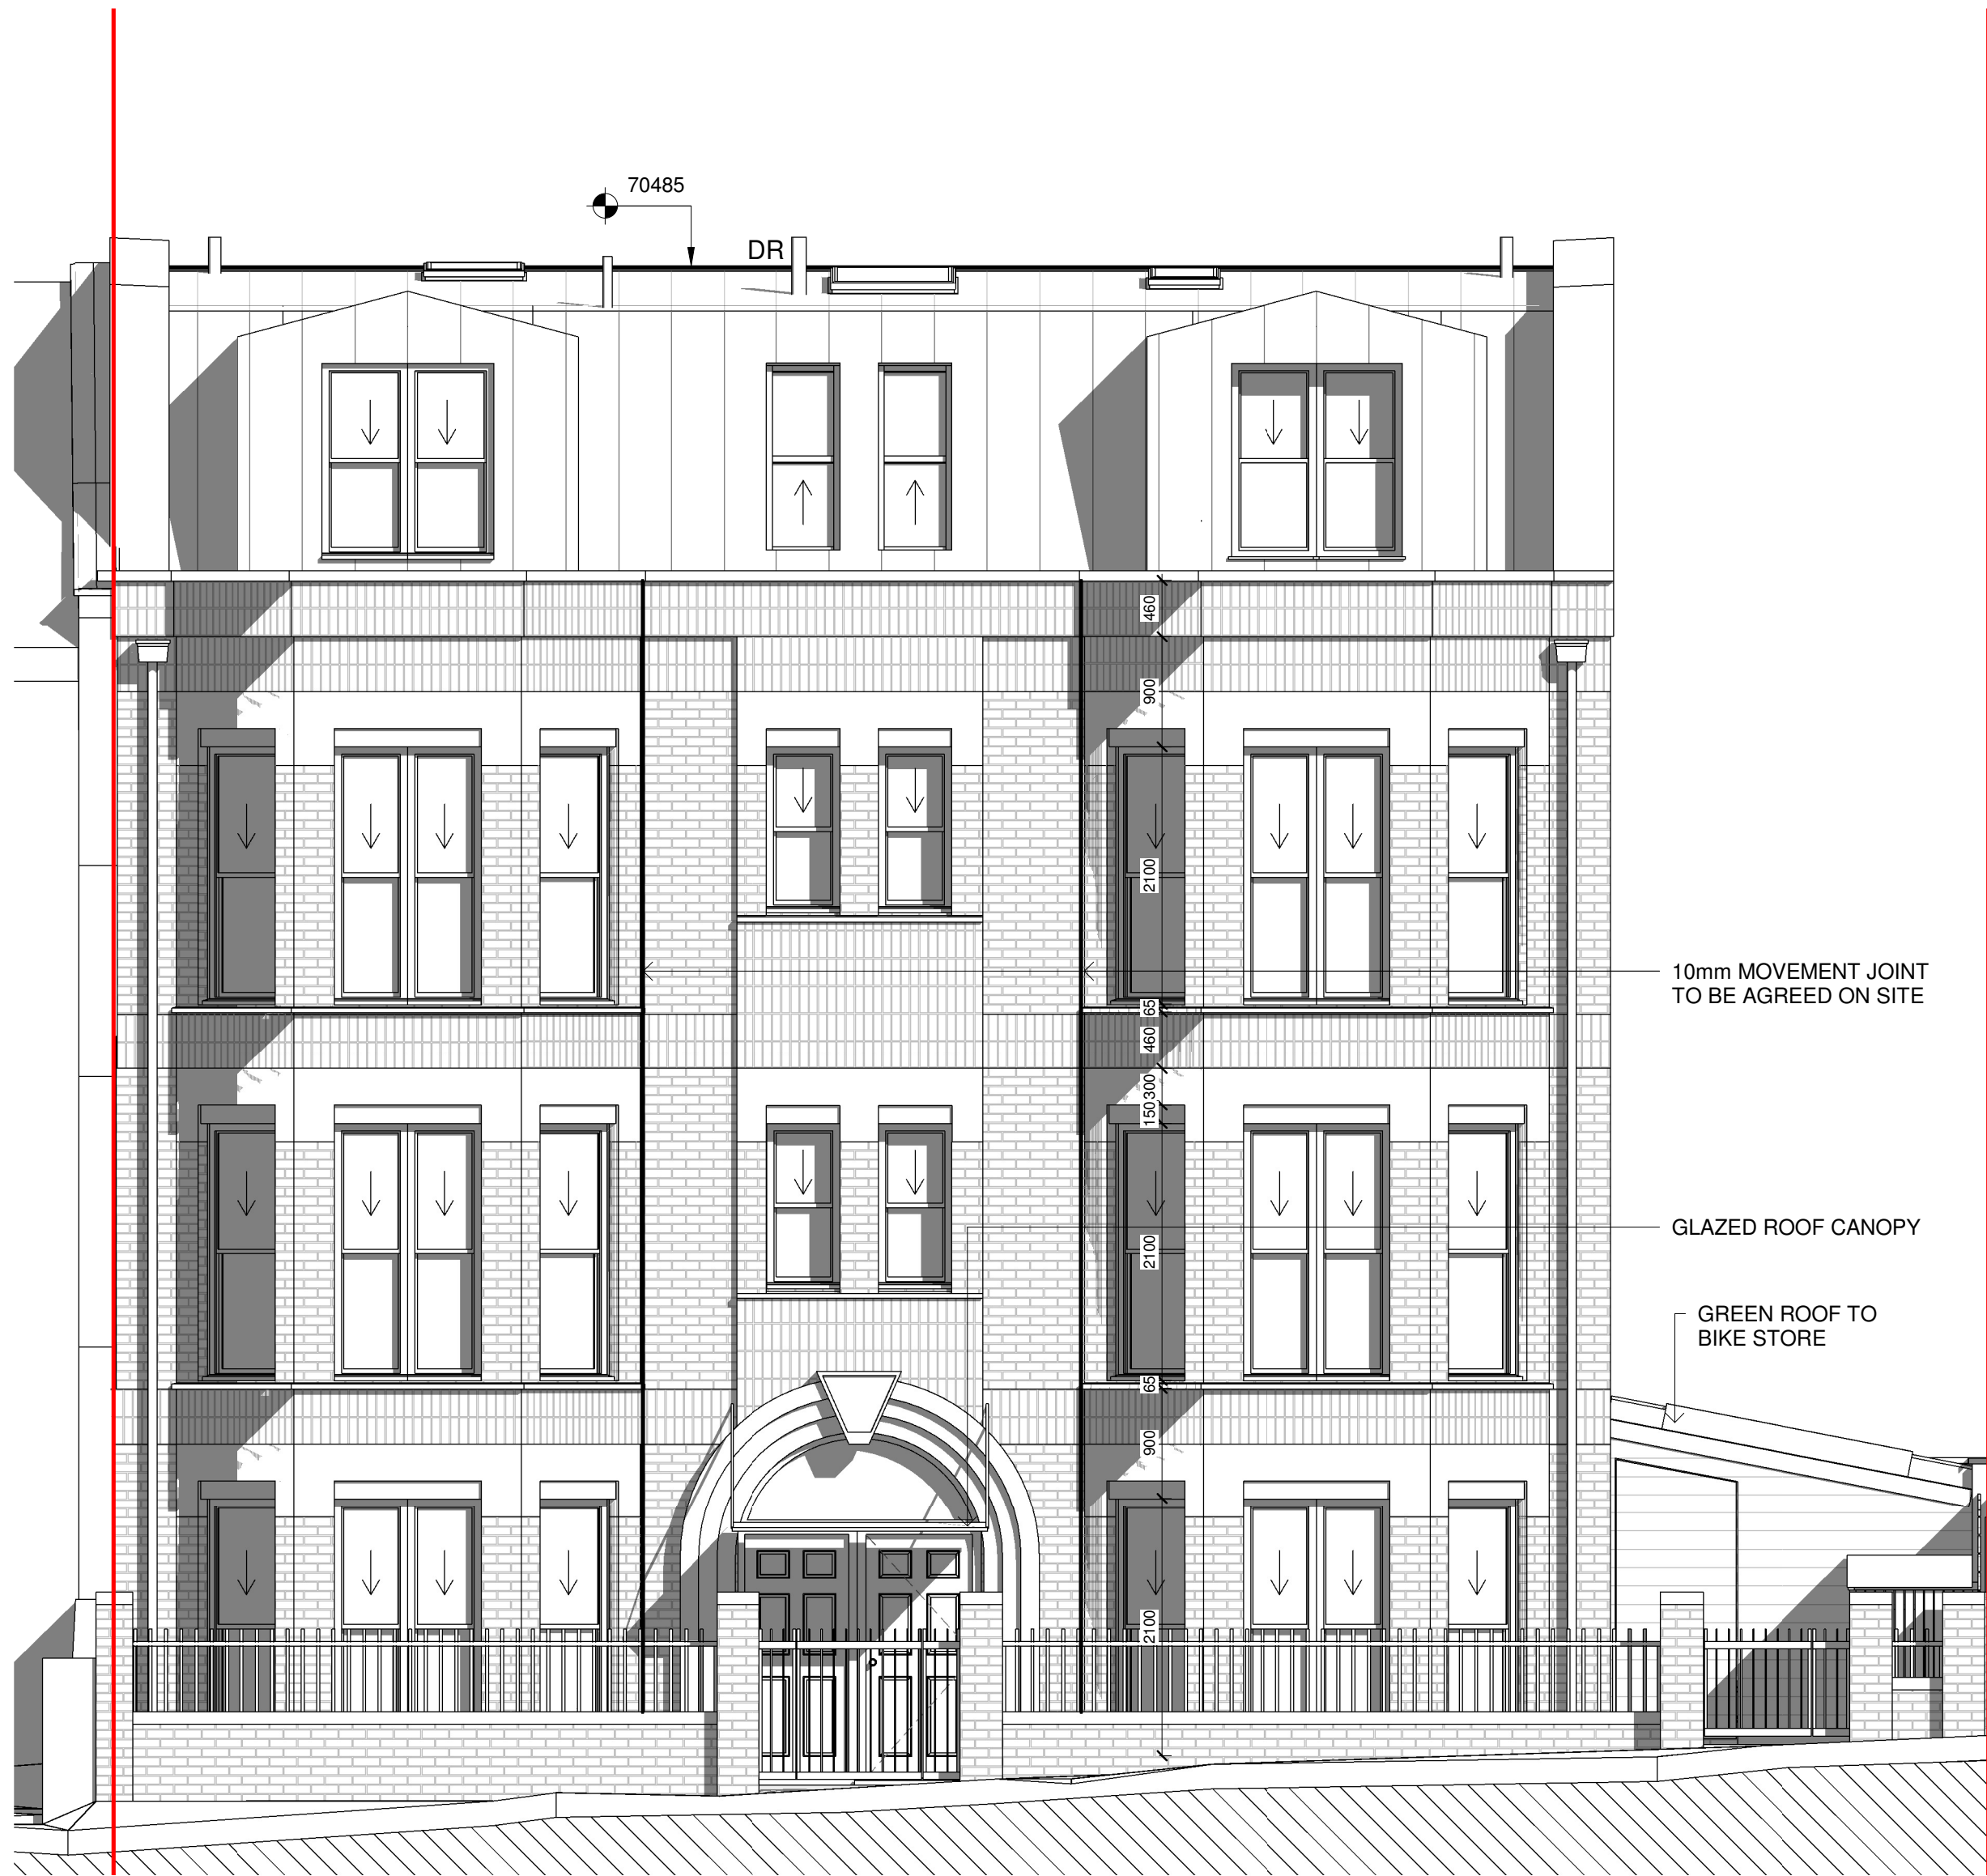 70485
DR
460
900
2100
10mm MOVEMENT JOINT
TO BE AGREED ON SITE
65
460
300
150
2100
GLAZED ROOF CANOPY
GREEN ROOF TO
BIKE STORE
65
900
2100